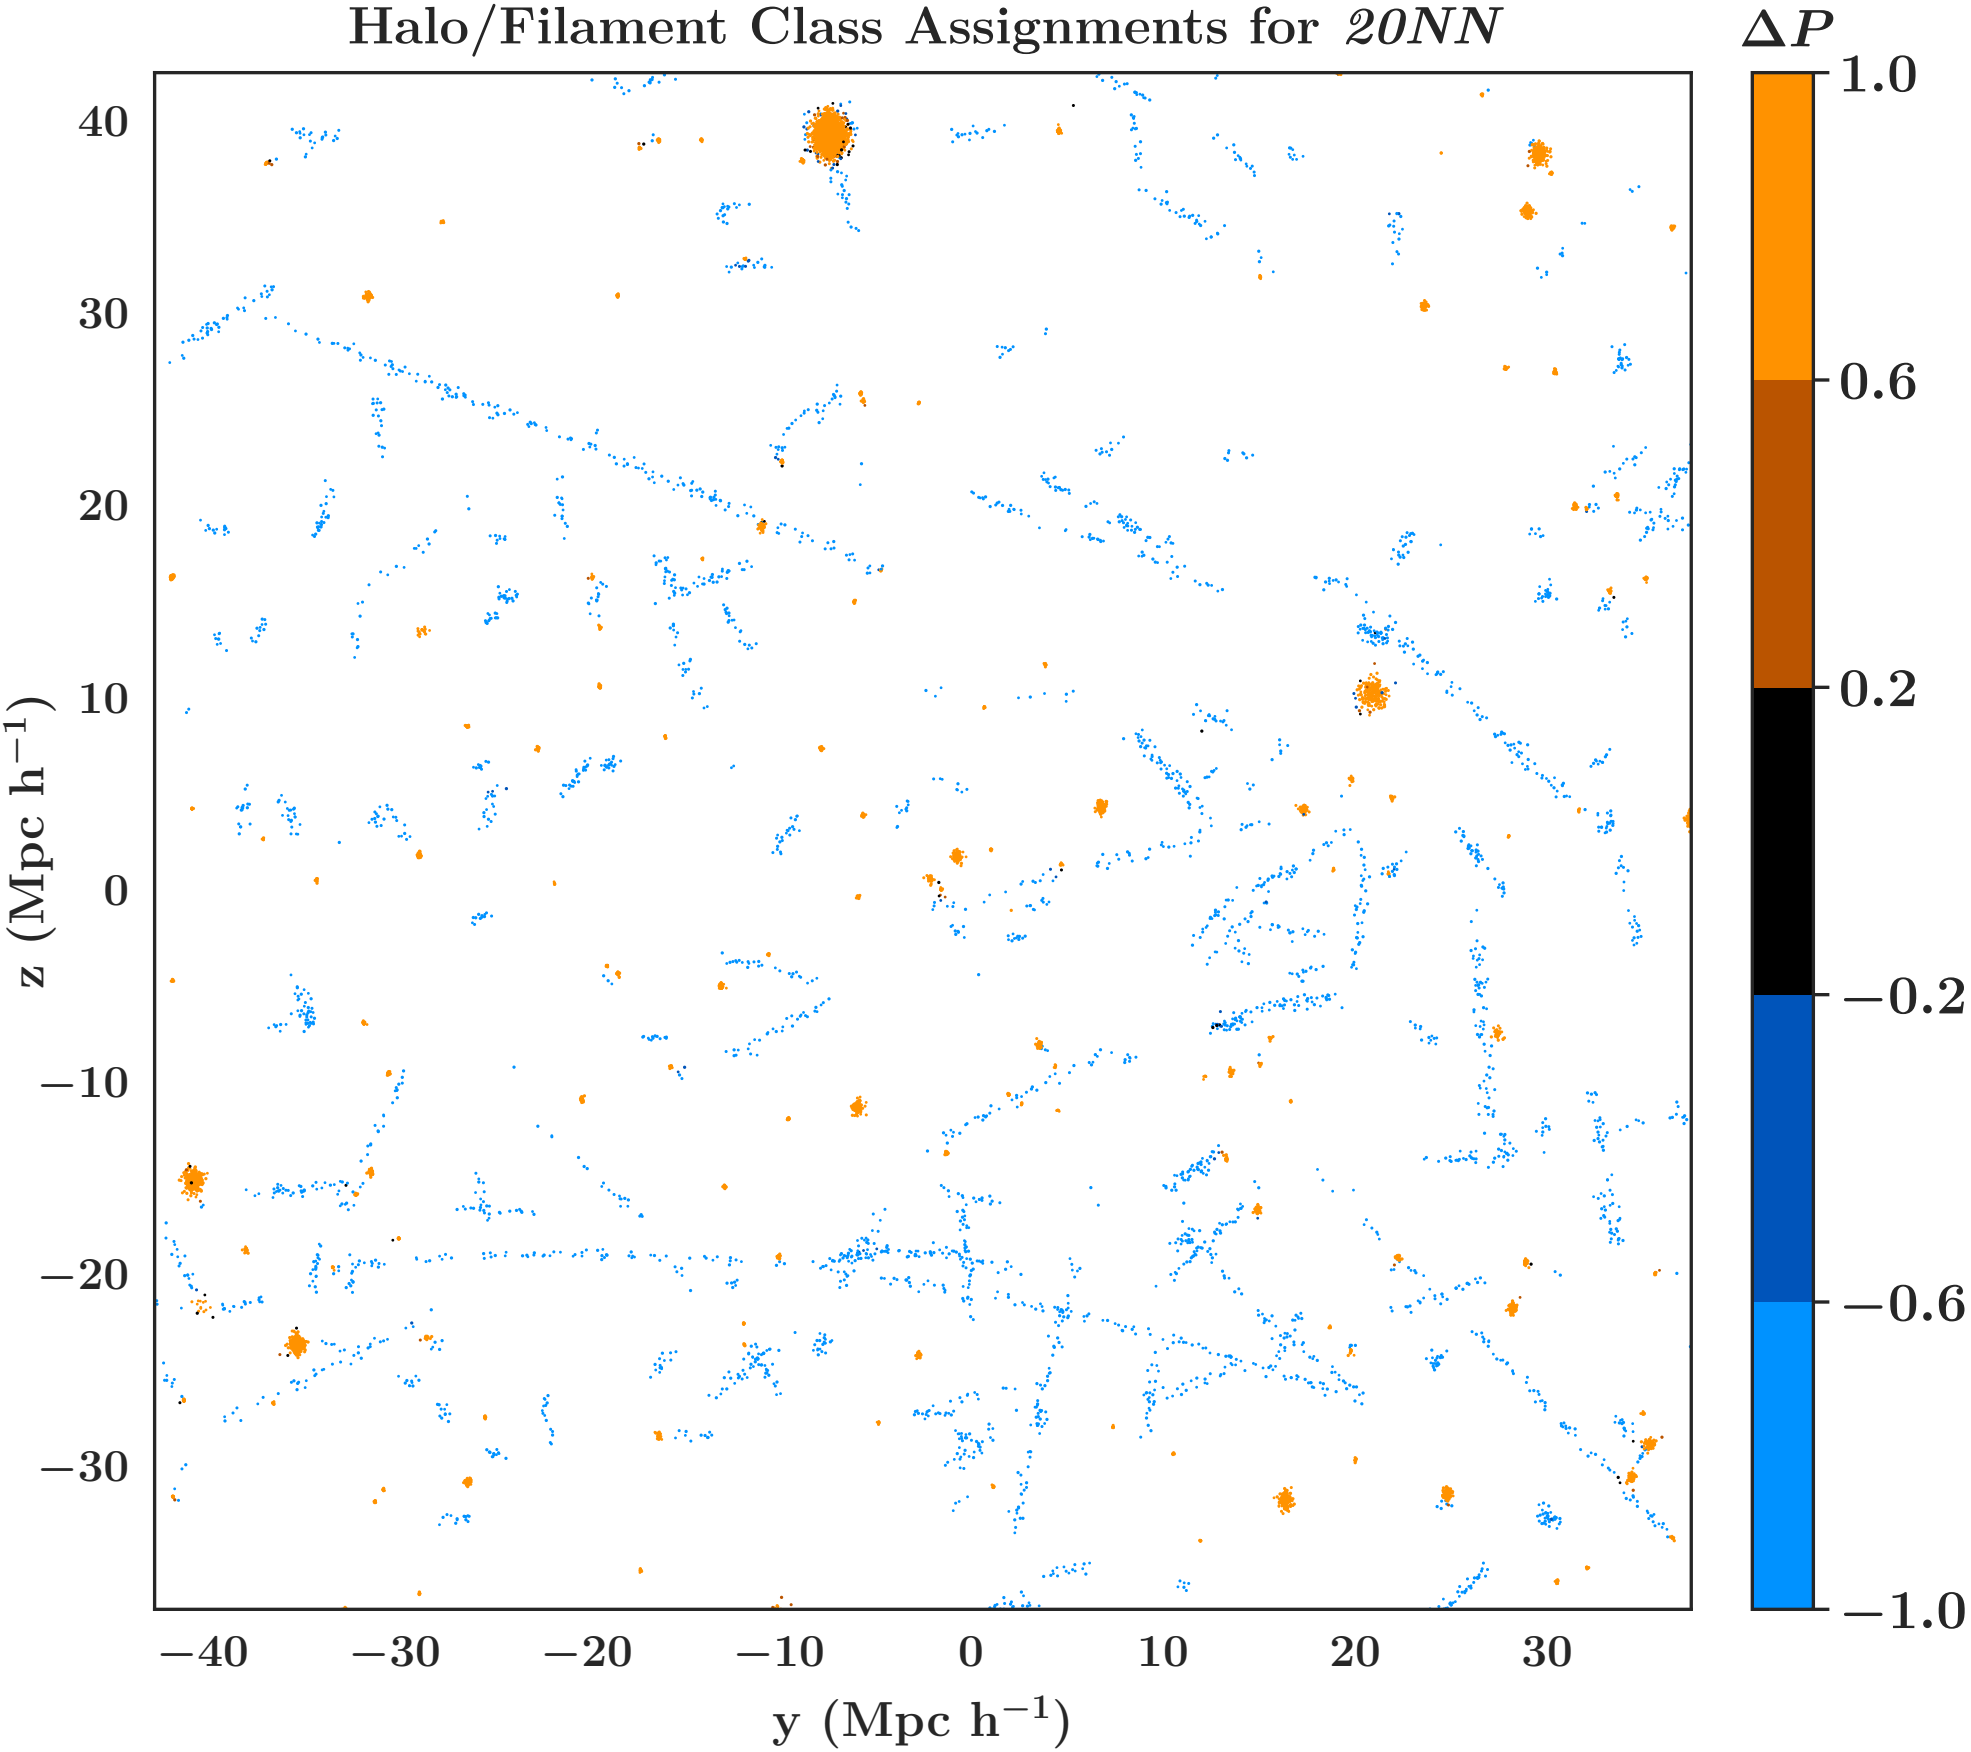 Halo/Filament Class Assignments for 20NN
ΔP
40
30
20
10
0
−10
−20
−30
z (Mpc h⁻¹)
−40 −30 −20 −10 0 10 20 30
y (Mpc h⁻¹)
1.0
0.6
0.2
−0.2
−0.6
−1.0